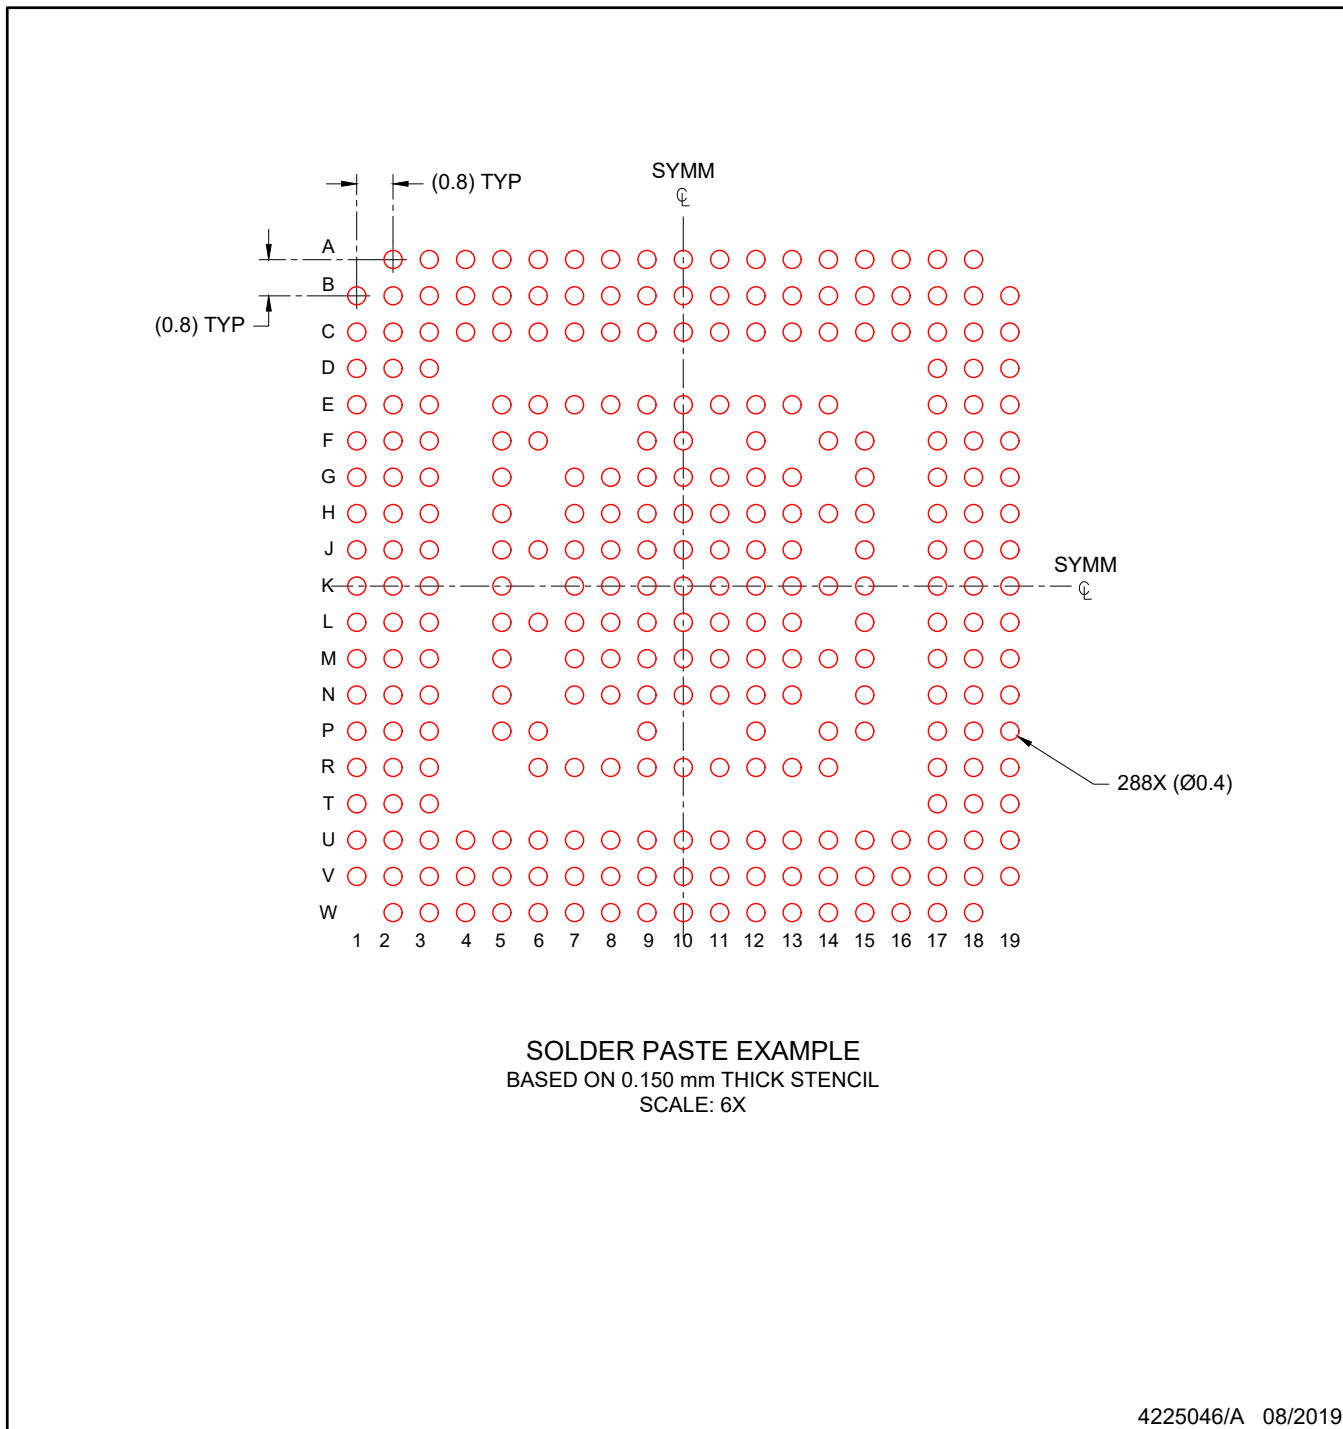 SYMM
℄
(0.8) TYP
A
B
(0.8) TYP
C
D
E
F
G
H
J
K
SYMM
℄
L
M
N
P
R
288X (Ø0.4)
T
U
V
W
1 2 3 4 5 6 7 8 9 10 11 12 13 14 15 16 17 18 19
SOLDER PASTE EXAMPLE
BASED ON 0.150 mm THICK STENCIL
SCALE: 6X
4225046/A 08/2019